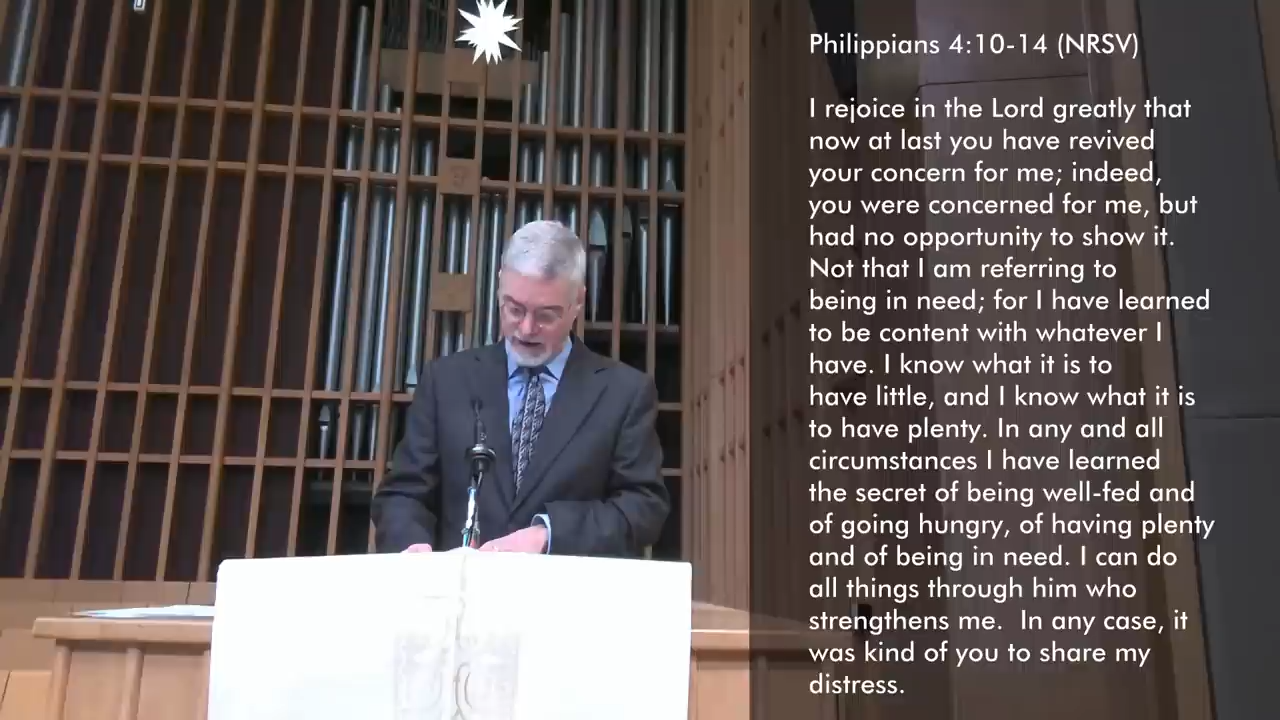 Philippians 4:10-14 (NRSV)
I rejoice in the Lord greatly that
now at last you have revived
your concern for me; indeed,
you were concerned for me, but
had no opportunity to show it.
Not that I am referring to
being in need; for I have learned
to be content with whatever I
have. I know what it is to
have little, and I know what it is
to have plenty. In any and all
circumstances I have learned
the secret of being well-fed and
of going hungry, of having plenty
and of being in need. I can do
all things through him who
strengthens me.  In any case, it
was kind of you to share my
distress.